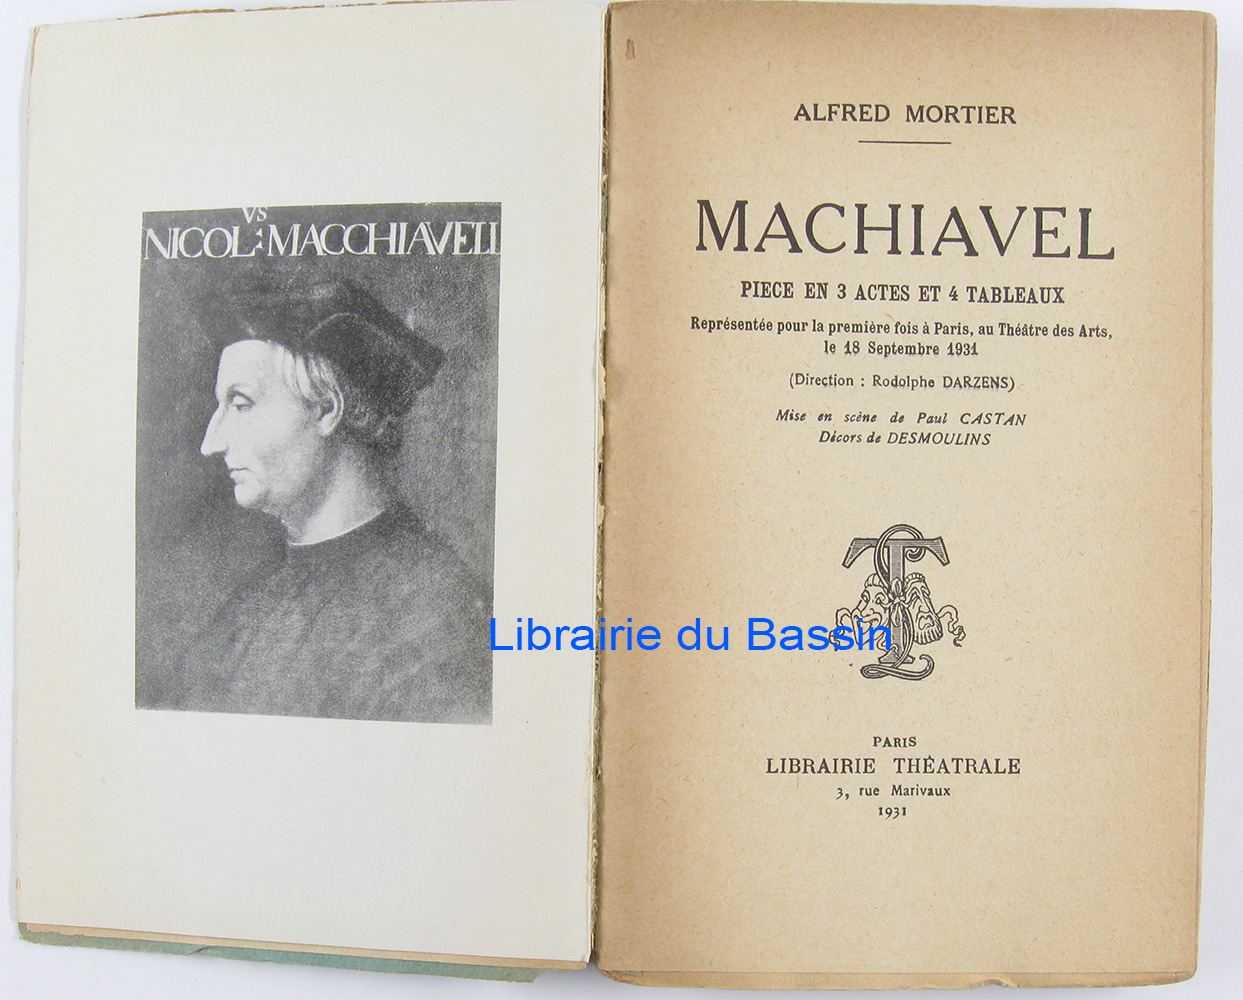 VS
NICOL. MACCHIAVELL
ALFRED MORTIER
MACHIAVEL
PIECE EN 3 ACTES ET 4 TABLEAUX
Représentée pour la première fois à Paris, au Théâtre des Arts,
le 18 Septembre 1931
(Direction : Rodolphe DARZENS)
Mise en scène de Paul CASTAN
Décors de DESMOULINS
TL
Librairie du Bassin
PARIS
LIBRAIRIE THÉATRALE
3, rue Marivaux
1931